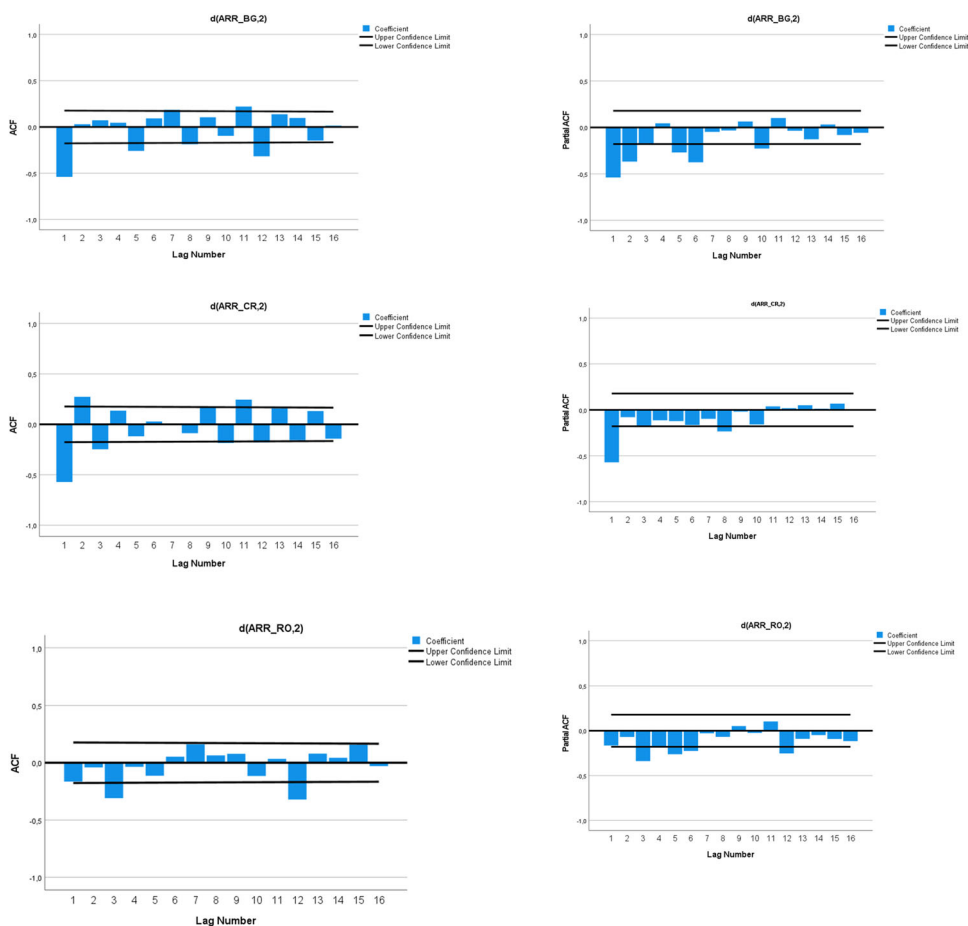 d(ARR_BG,2)
Coefficient
Upper Confidence Limit
Lower Confidence Limit
1,0
0,5
0,0
-0,5
-1,0
ACF
1 2 3 4 5 6 7 8 9 10 11 12 13 14 15 16
Lag Number
d(ARR_BG,2)
Coefficient
Upper Confidence Limit
Lower Confidence Limit
1,0
0,5
0,0
-0,5
-1,0
Partial ACF
1 2 3 4 5 6 7 8 9 10 11 12 13 14 15 16
Lag Number
d(ARR_CR,2)
Coefficient
Upper Confidence Limit
Lower Confidence Limit
1,0
0,5
0,0
-0,5
-1,0
ACF
1 2 3 4 5 6 7 8 9 10 11 12 13 14 15 16
Lag Number
d(ARR_CR,2)
Coefficient
Upper Confidence Limit
Lower Confidence Limit
1,0
0,5
0,0
-0,5
-1,0
Partial ACF
1 2 3 4 5 6 7 8 9 10 11 12 13 14 15 16
Lag Number
d(ARR_RO,2)
Coefficient
Upper Confidence Limit
Lower Confidence Limit
1,0
0,5
0,0
-0,5
-1,0
ACF
1 2 3 4 5 6 7 8 9 10 11 12 13 14 15 16
Lag Number
d(ARR_RO,2)
Coefficient
Upper Confidence Limit
Lower Confidence Limit
1,0
0,5
0,0
-0,5
-1,0
Partial ACF
1 2 3 4 5 6 7 8 9 10 11 12 13 14 15 16
Lag Number